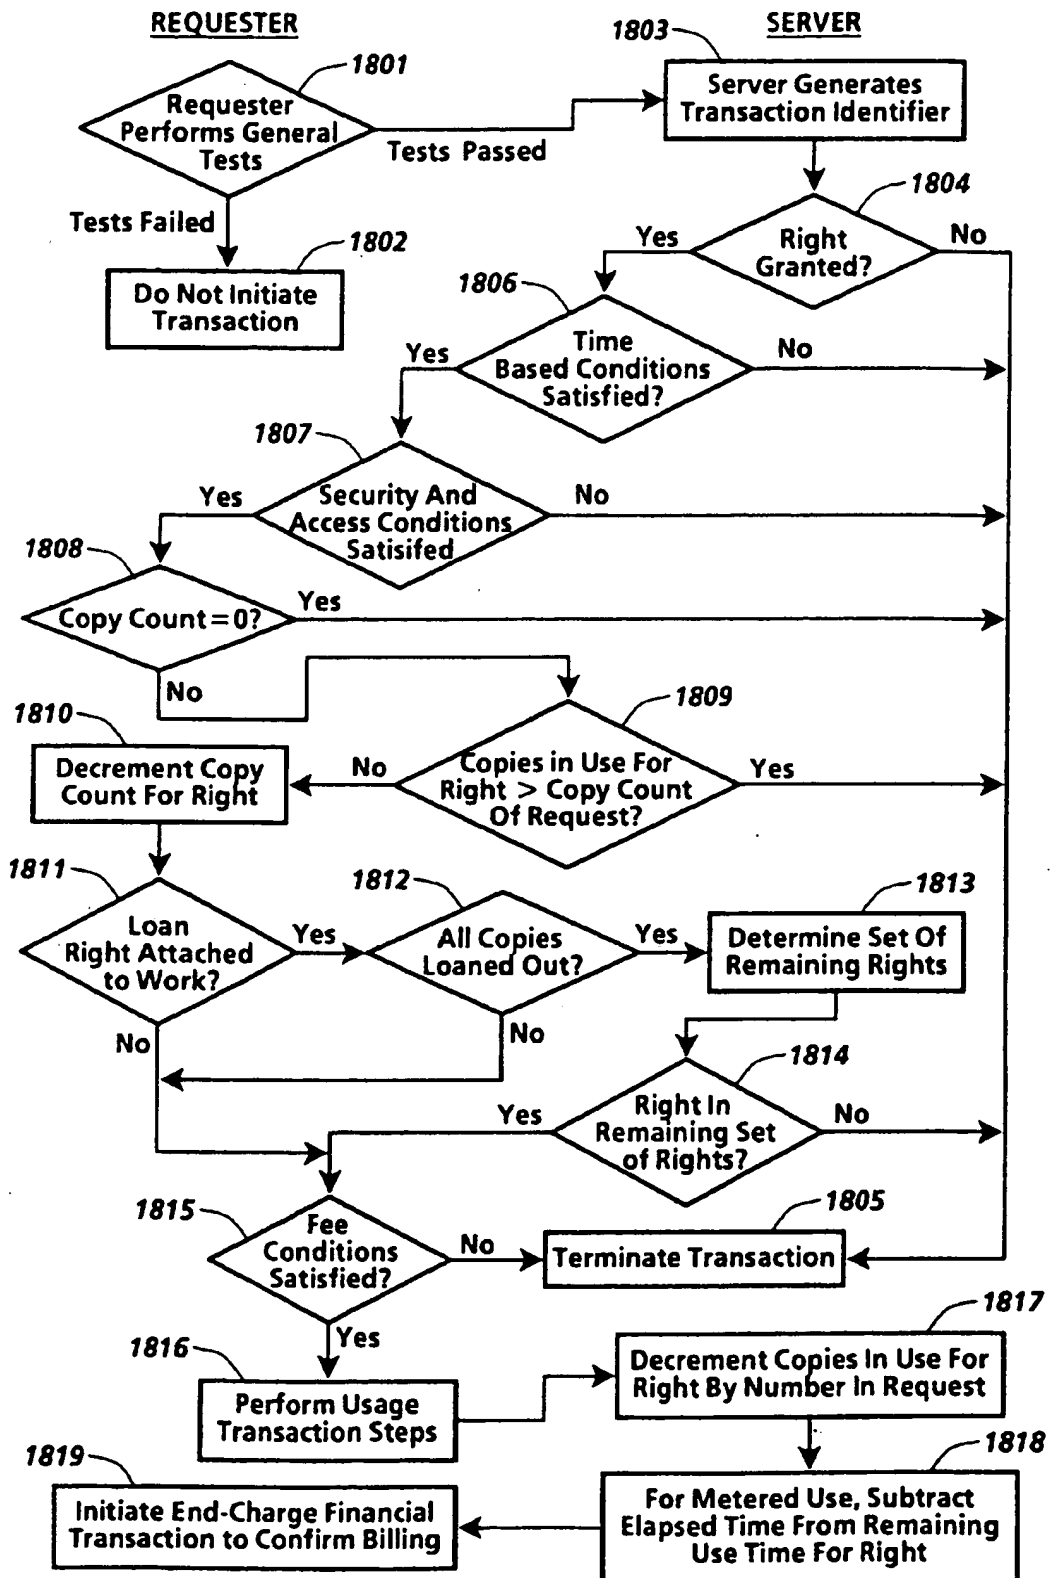 REQUESTER
SERVER
1801
1803
Requester
Performs General
Tests
Server Generates
Transaction Identifier
Tests Passed
Tests Failed
1802
Do Not Initiate
Transaction
1804
Right
Granted?
Yes
No
1806
Time
Based Conditions
Satisfied?
Yes
No
1807
Security And
Access Conditions
Satisifed
Yes
No
1808
Copy Count = 0?
Yes
No
1809
Copies in Use For
Right > Copy Count
Of Request?
No
Yes
1810
Decrement Copy
Count For Right
1811
Loan
Right Attached
to Work?
Yes
No
1812
All Copies
Loaned Out?
Yes
No
1813
Determine Set Of
Remaining Rights
1814
Right In
Remaining Set
of Rights?
Yes
No
1815
Fee
Conditions
Satisfied?
No
Yes
1805
Terminate Transaction
1816
Perform Usage
Transaction Steps
1817
Decrement Copies In Use For
Right By Number In Request
1818
For Metered Use, Subtract
Elapsed Time From Remaining
Use Time For Right
1819
Initiate End-Charge Financial
Transaction to Confirm Billing